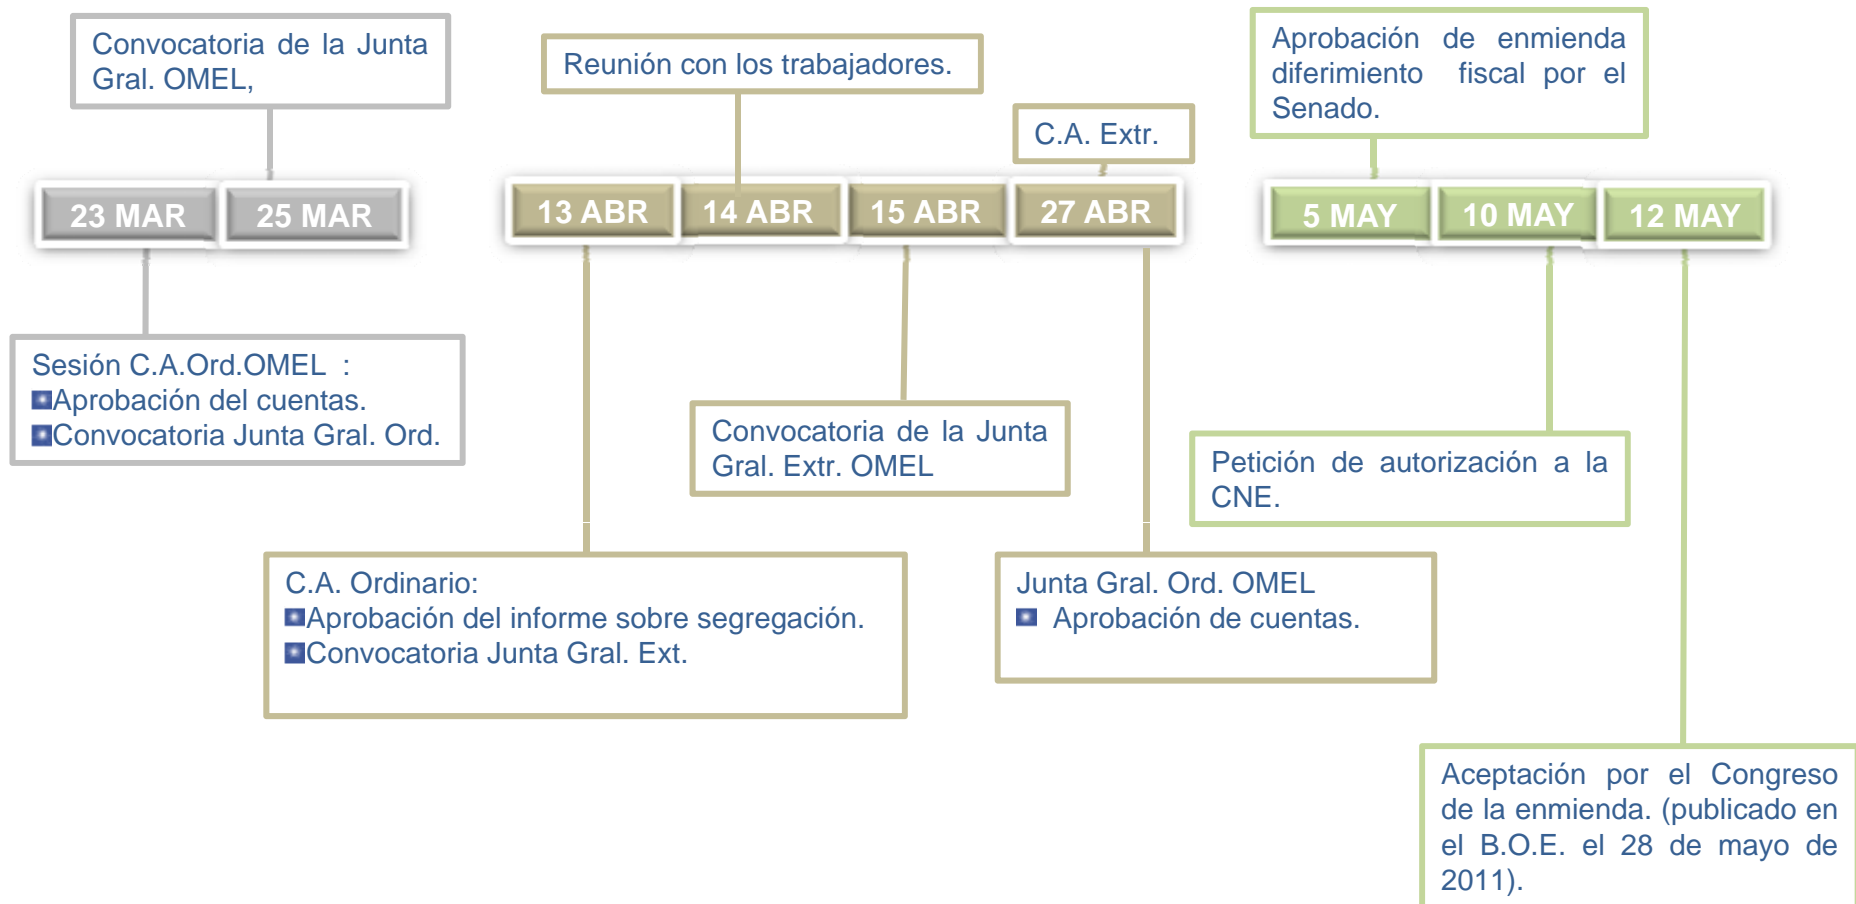 Convocatoria de la Junta
Gral. OMEL,
Reunión con los trabajadores.
C.A. Extr.
Aprobación de enmienda
diferimiento fiscal por el
Senado.
23 MAR
25 MAR
13 ABR
14 ABR
15 ABR
27 ABR
5 MAY
10 MAY
12 MAY
Sesión C.A.Ord.OMEL :
Aprobación del cuentas.
Convocatoria Junta Gral. Ord.
Convocatoria de la Junta
Gral. Extr. OMEL
Petición de autorización a la
CNE.
C.A. Ordinario:
Aprobación del informe sobre segregación.
Convocatoria Junta Gral. Ext.
Junta Gral. Ord. OMEL
Aprobación de cuentas.
Aceptación por el Congreso
de la enmienda. (publicado en
el B.O.E. el 28 de mayo de
2011).